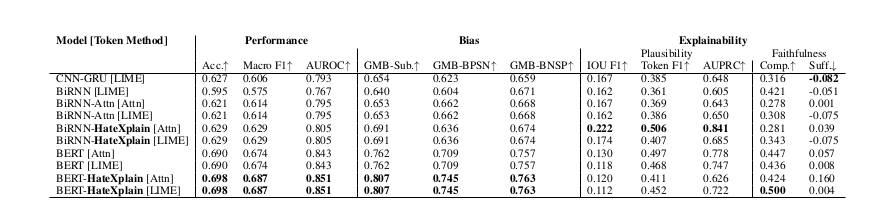 Model [Token Method] Performance Bias Explainability
Plausibility Faithfulness
Acc.↑ Macro F1↑ AUROC↑ GMB-Sub.↑ GMB-BPSN↑ GMB-BNSP↑ IOU F1↑ Token F1↑ AUPRC↑ Comp.↑ Suff.↓
CNN-GRU [LIME] 0.627 0.606 0.793 0.654 0.623 0.659 0.167 0.385 0.648 0.316 -0.082
BiRNN [LIME] 0.595 0.575 0.767 0.640 0.604 0.671 0.162 0.361 0.605 0.421 -0.051
BiRNN-Attn [Attn] 0.621 0.614 0.795 0.653 0.662 0.668 0.167 0.369 0.643 0.278 0.001
BiRNN-Attn [LIME] 0.621 0.614 0.795 0.653 0.662 0.668 0.162 0.386 0.650 0.308 -0.075
BiRNN-HateXplain [Attn] 0.629 0.629 0.805 0.691 0.636 0.674 0.222 0.506 0.841 0.281 0.039
BiRNN-HateXplain [LIME] 0.629 0.629 0.805 0.691 0.636 0.674 0.174 0.407 0.685 0.343 -0.075
BERT [Attn] 0.690 0.674 0.843 0.762 0.709 0.757 0.130 0.497 0.778 0.447 0.057
BERT [LIME] 0.690 0.674 0.843 0.762 0.709 0.757 0.118 0.468 0.747 0.436 0.008
BERT-HateXplain [Attn] 0.698 0.687 0.851 0.807 0.745 0.763 0.120 0.411 0.626 0.424 0.160
BERT-HateXplain [LIME] 0.698 0.687 0.851 0.807 0.745 0.763 0.112 0.452 0.722 0.500 0.004